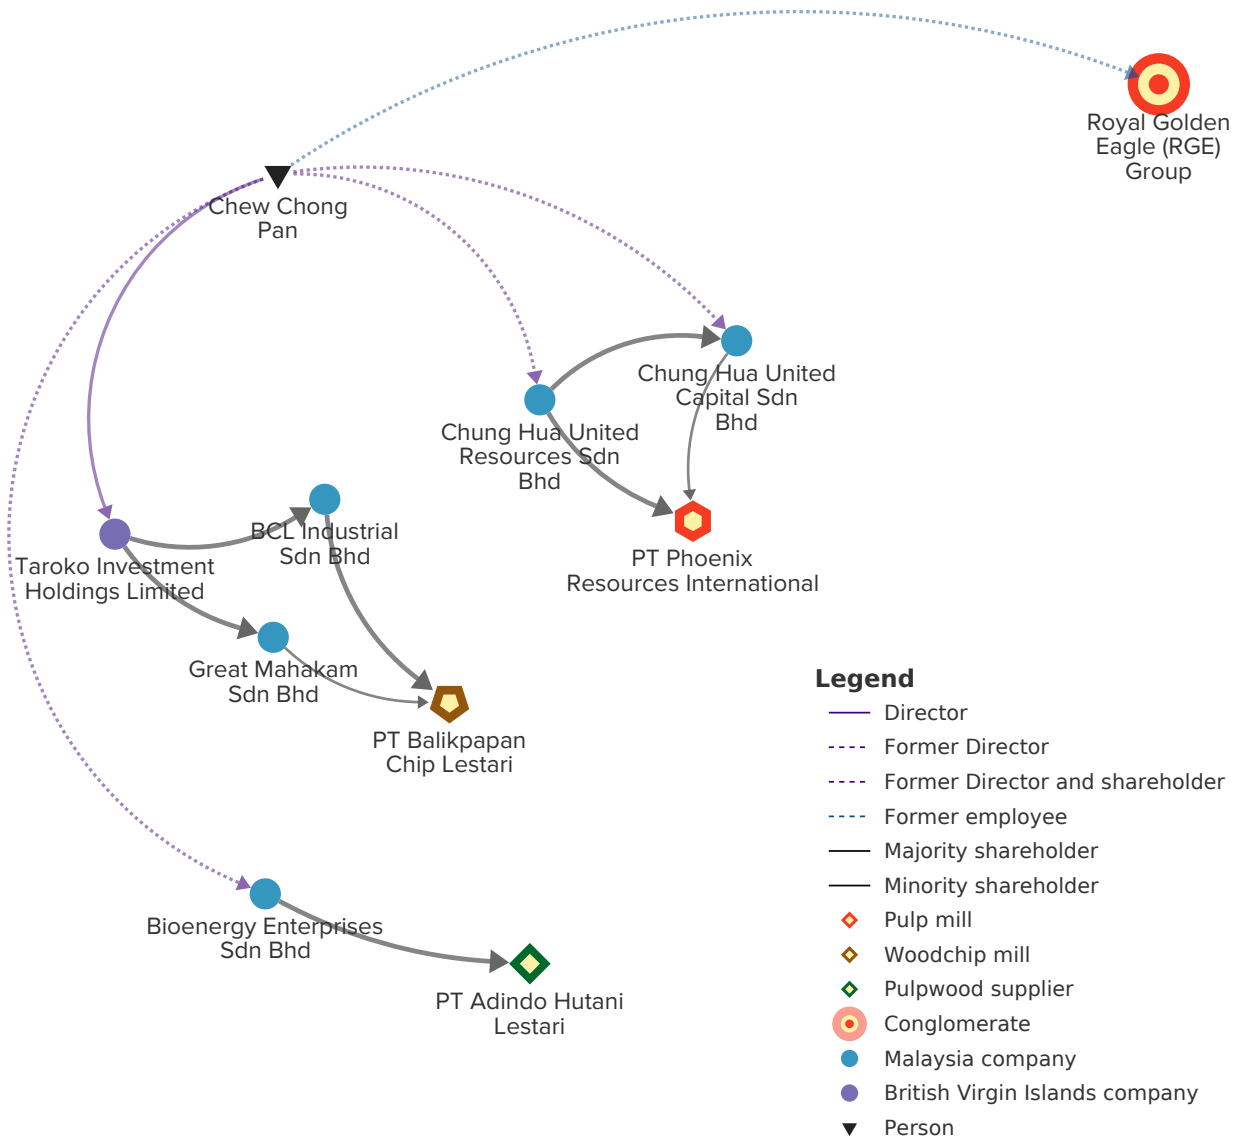 Royal Golden
Eagle (RGE)
Group
Chew Chong
Pan
Chung Hua United
Capital Sdn
Bhd
Chung Hua United
Resources Sdn
Bhd
BCL Industrial
Sdn Bhd
Taroko Investment
Holdings Limited
PT Phoenix
Resources International
Great Mahakam
Sdn Bhd
PT Balikpapan
Chip Lestari
Bioenergy Enterprises
Sdn Bhd
PT Adindo Hutani
Lestari
Legend
Director
Former Director
Former Director and shareholder
Former employee
Majority shareholder
Minority shareholder
Pulp mill
Woodchip mill
Pulpwood supplier
Conglomerate
Malaysia company
British Virgin Islands company
Person